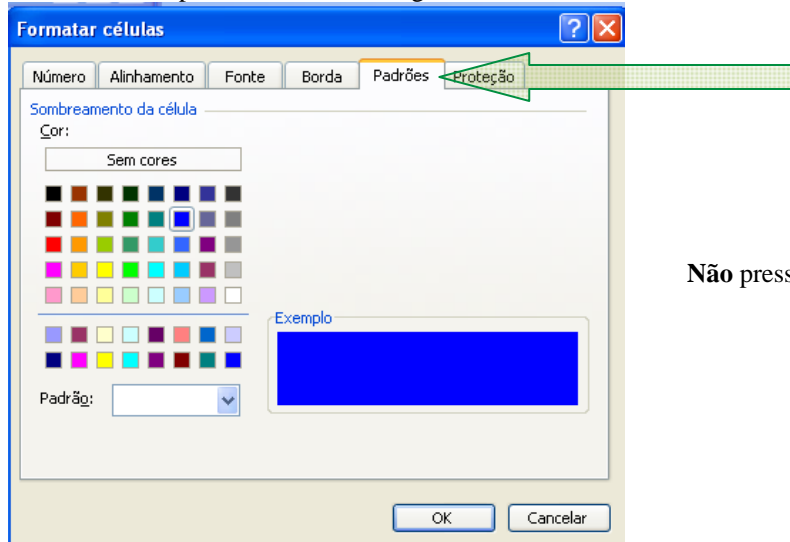 Formatar células
Número Alinhamento Fonte Borda Padrões Proteção
Sombreamento da célula
Cor:
Sem cores
Exemplo
Padrão:
Não press
OK Cancelar